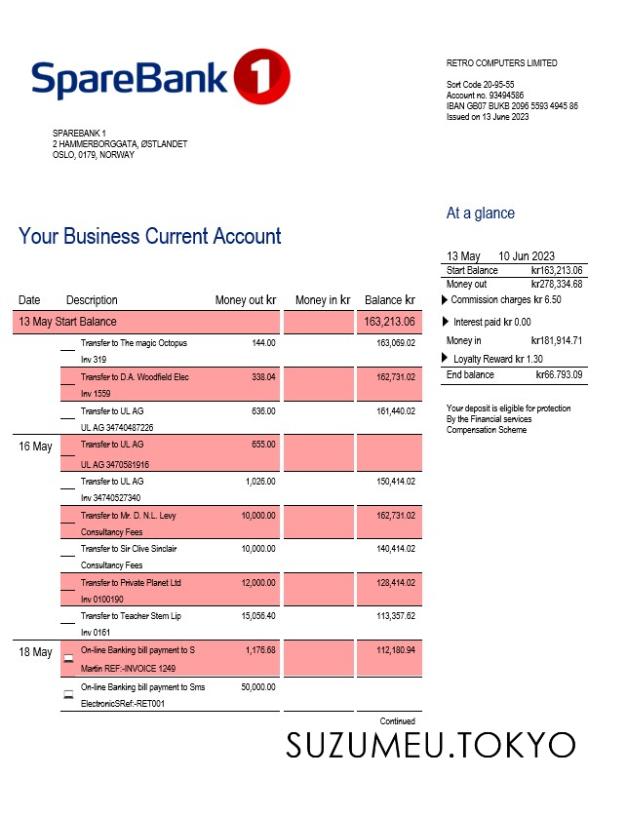 SpareBank 1
RETRO COMPUTERS LIMITED
Sort Code 20-95-55
Account no. 93494586
IBAN GB07 BUKB 2096 5593 4945 86
Issued on 13 June 2023
SPAREBANK 1
2 HAMMERBORGGATA, ØSTLANDET
OSLO, 0179, NORWAY
At a glance
13 May 10 Jun 2023
Start Balance kr163,213.06
Money out kr278,334.68
Commission charges kr 6.50
Interest paid kr 0.00
Money in kr181,914.71
Loyalty Reward kr 1.30
End balance kr66.793.09
Your deposit is eligible for protection
By the Financial services
Compensation Scheme
Your Business Current Account
Date Description Money out kr Money in kr Balance kr
13 May Start Balance 163,213.06
Transfer to The magic Octopus 144.00 163,069.02
Inv 319
Transfer to D.A. Woodfield Elec 338.04 162,731.02
Inv 1559
Transfer to UL AG 636.00 161,440.02
UL AG 34740487226
16 May Transfer to UL AG 655.00
UL AG 3470581916
Transfer to UL AG 1,026.00 150,414.02
Inv 34740527340
Transfer to Mr. D. N.L. Levy 10,000.00 162,731.02
Consultancy Fees
Transfer to Sir Clive Sinclair 10,000.00 140,414.02
Consultancy Fees
Transfer to Private Planet Ltd 12,000.00 128,414.02
Inv 0100190
Transfer to Teacher Stem Lip 15,056.40 113,357.62
Inv 0161
18 May On-line Banking bill payment to S 1,176.68 112,180.94
Martin REF:-INVOICE 1249
On-line Banking bill payment to Sms 50,000.00
ElectronicSRef:-RET001
Continued
SUZUMEU.TOKYO